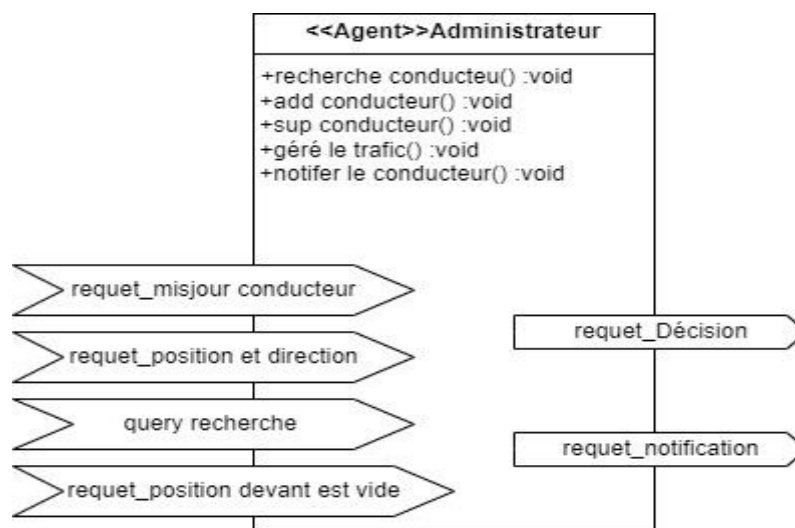 <<Agent>>Administrateur
+recherche conducteu() :void
+add conducteur() :void
+sup conducteur() :void
+géré le trafic() :void
+notifer le conducteur() :void
requet_misjour conducteur
requet_Décision
requet_position et direction
query recherche
requet_notification
requet_position devant est vide